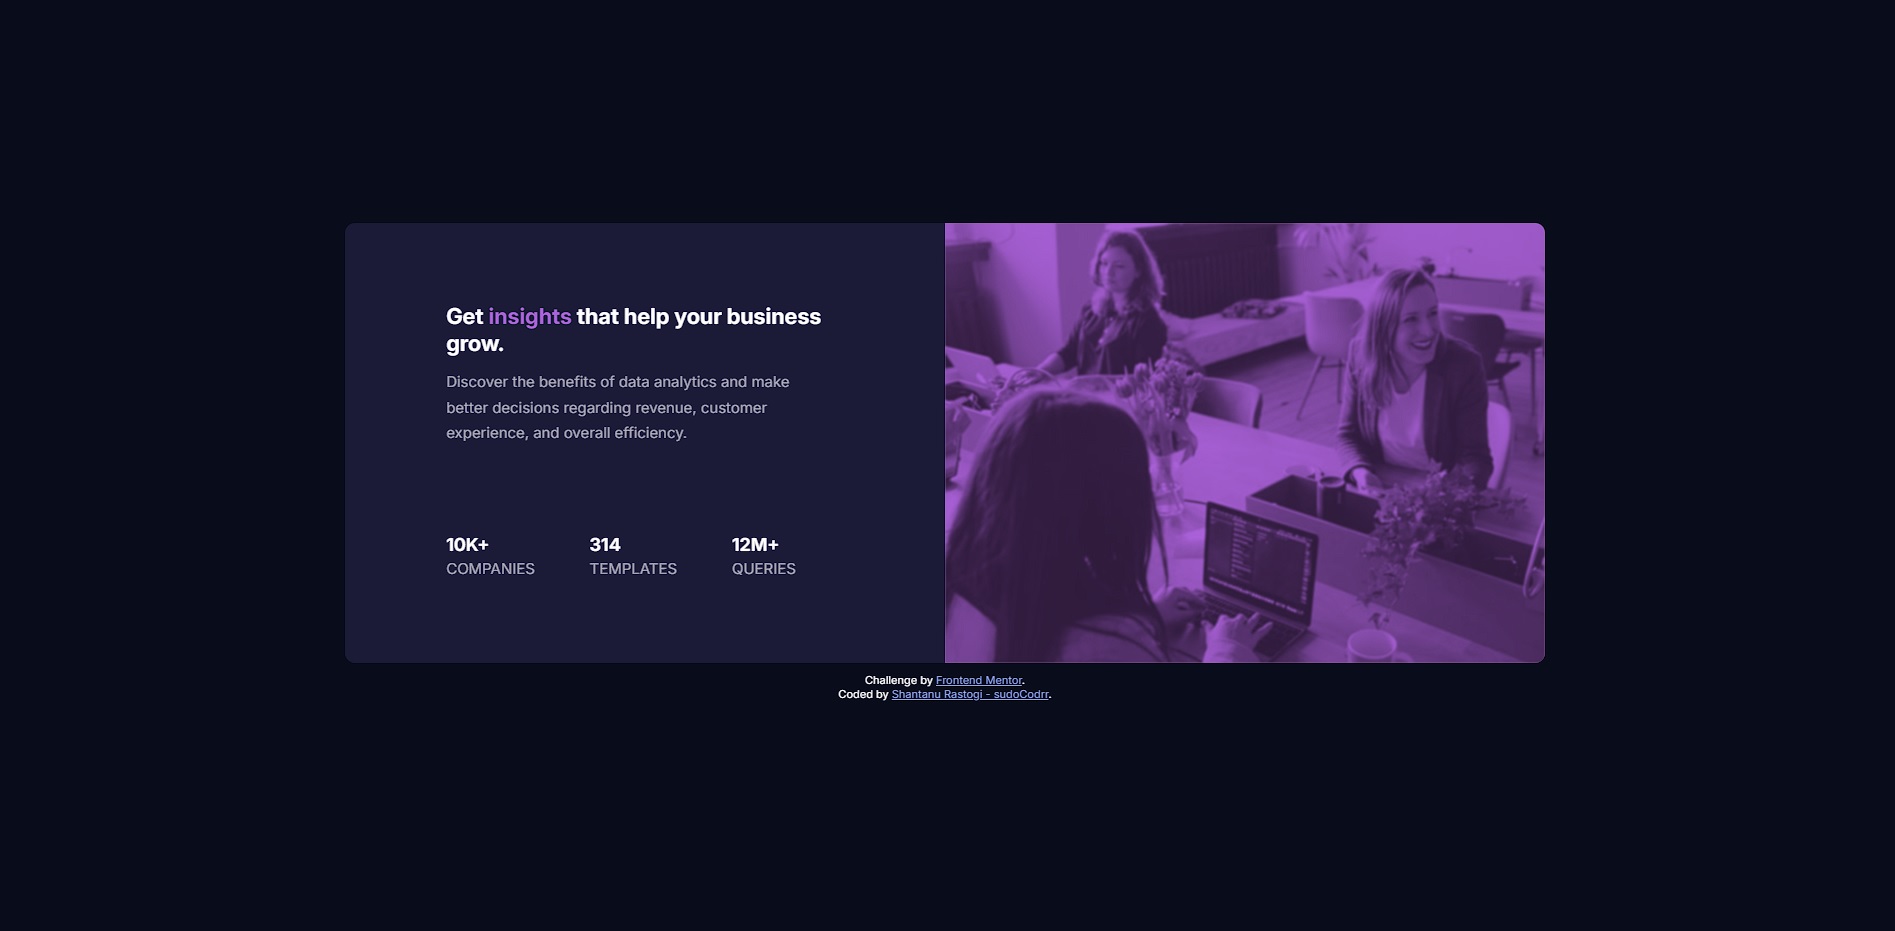 Get insights that help your business
grow.
Discover the benefits of data analytics and make
better decisions regarding revenue, customer
experience, and overall efficiency.
10K+ 314 12M+
COMPANIES TEMPLATES QUERIES
Challenge by Frontend Mentor.
Coded by Shantanu Rastogi - sudoCodrr.